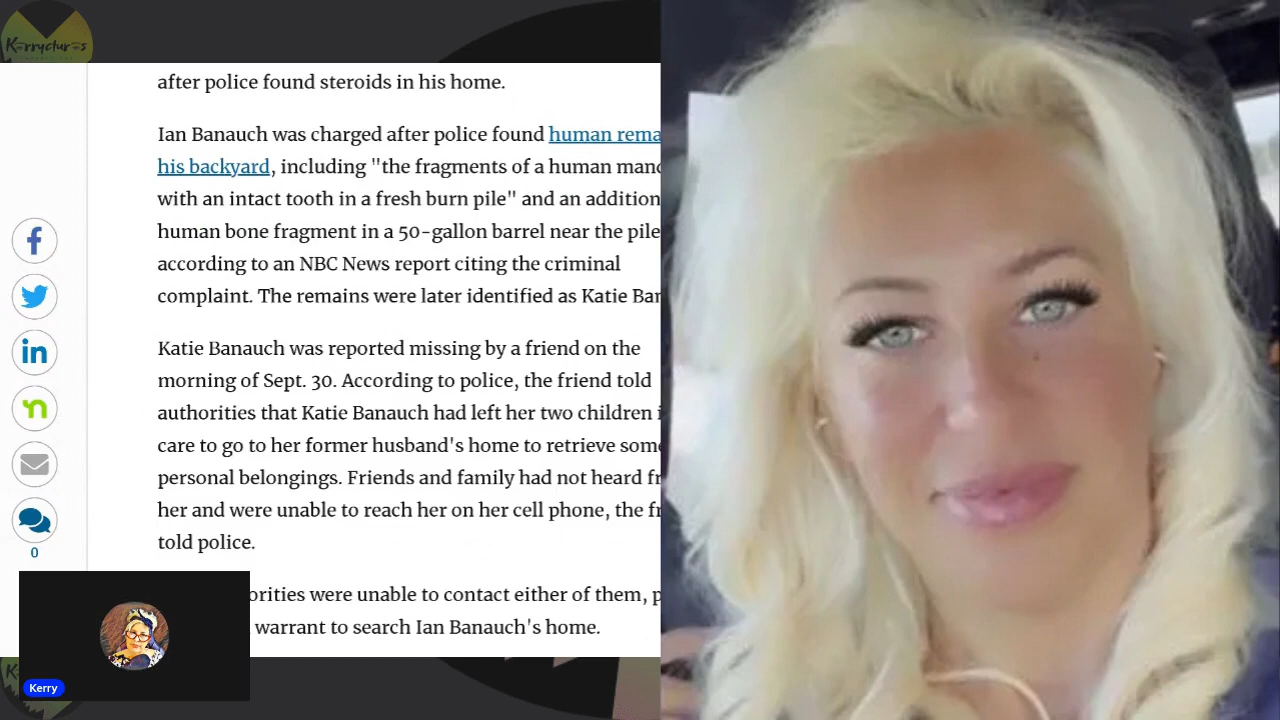 Kerryclures
after police found steroids in his home.
Ian Banauch was charged after police found human rema
his backyard, including "the fragments of a human mand
with an intact tooth in a fresh burn pile" and an addition
human bone fragment in a 50-gallon barrel near the pile
according to an NBC News report citing the criminal
complaint. The remains were later identified as Katie Ban
Katie Banauch was reported missing by a friend on the
morning of Sept. 30. According to police, the friend told
authorities that Katie Banauch had left her two children i
care to go to her former husband's home to retrieve some
personal belongings. Friends and family had not heard fr
her and were unable to reach her on her cell phone, the fr
told police.
orities were unable to contact either of them, p
warrant to search Ian Banauch's home.
0
Kerry